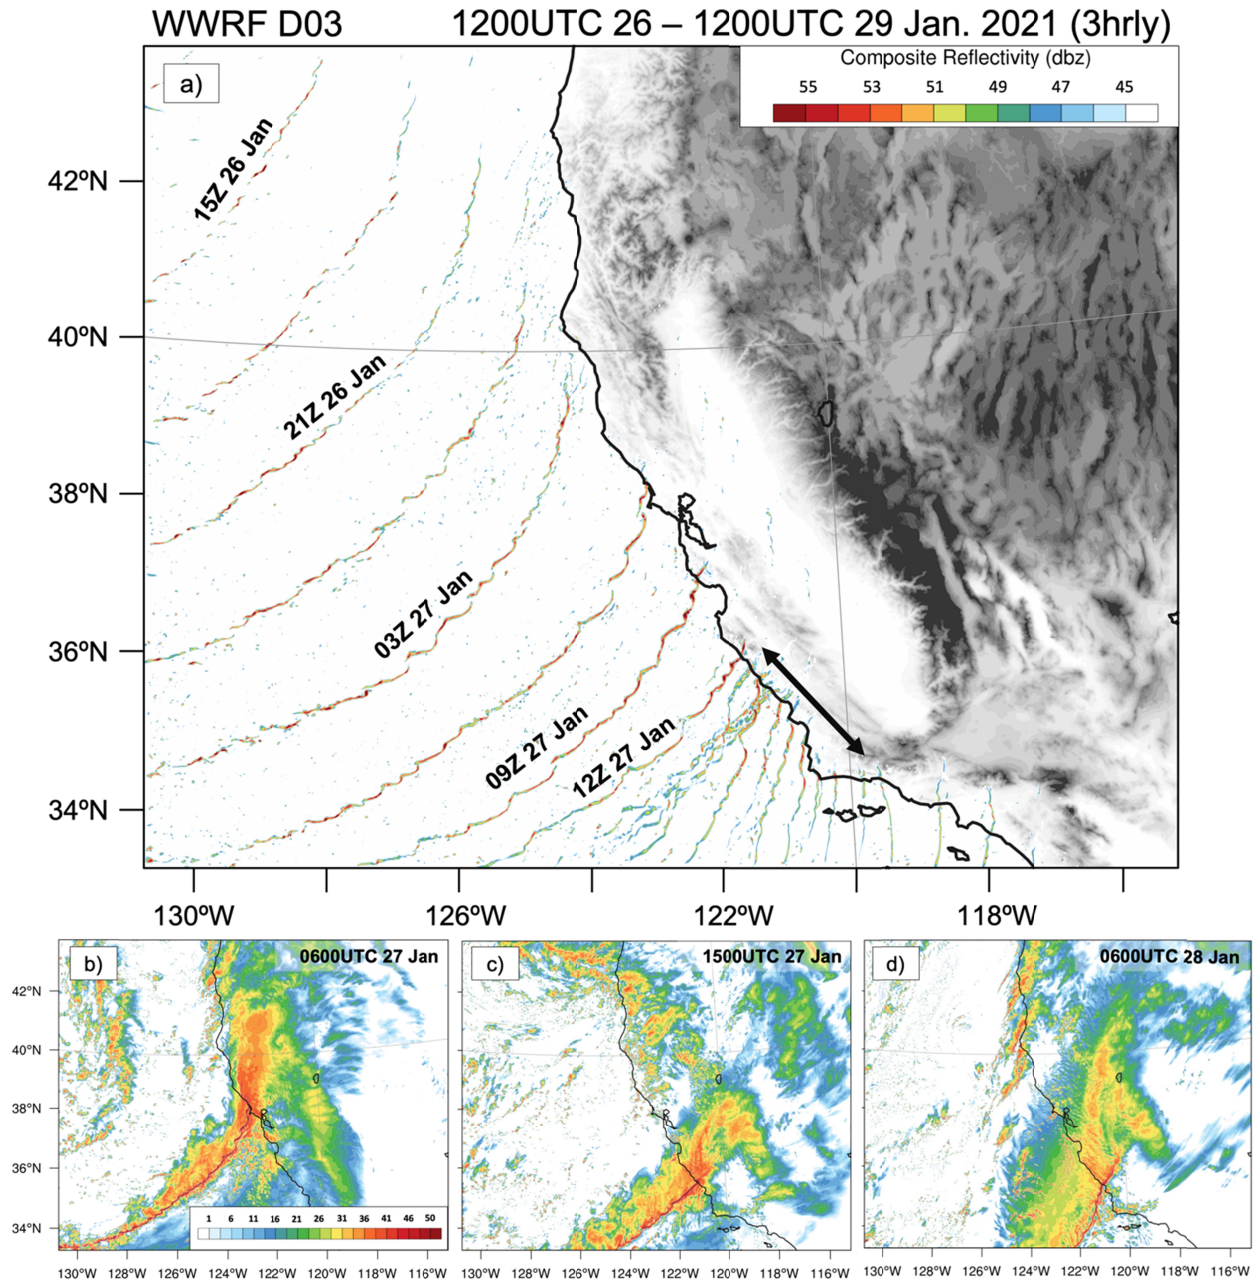 WWRF D03 1200UTC 26 – 1200UTC 29 Jan. 2021 (3hrly)
a)
Composite Reflectivity (dbz)
55 53 51 49 47 45
15Z 26 Jan
21Z 26 Jan
03Z 27 Jan
09Z 27 Jan
12Z 27 Jan
42ºN
40ºN
38ºN
36ºN
34ºN
130ºW 126ºW 122ºW 118ºW
b)
0600UTC 27 Jan
42°N
40°N
38°N
36°N
34°N
1 6 11 16 21 26 31 36 41 46 50
130°W 128°W 126°W 124°W 122°W 120°W 118°W 116°W
c)
1500UTC 27 Jan
130°W 128°W 126°W 124°W 122°W 120°W 118°W 116°W
d)
0600UTC 28 Jan
130°W 128°W 126°W 124°W 122°W 120°W 118°W 116°W